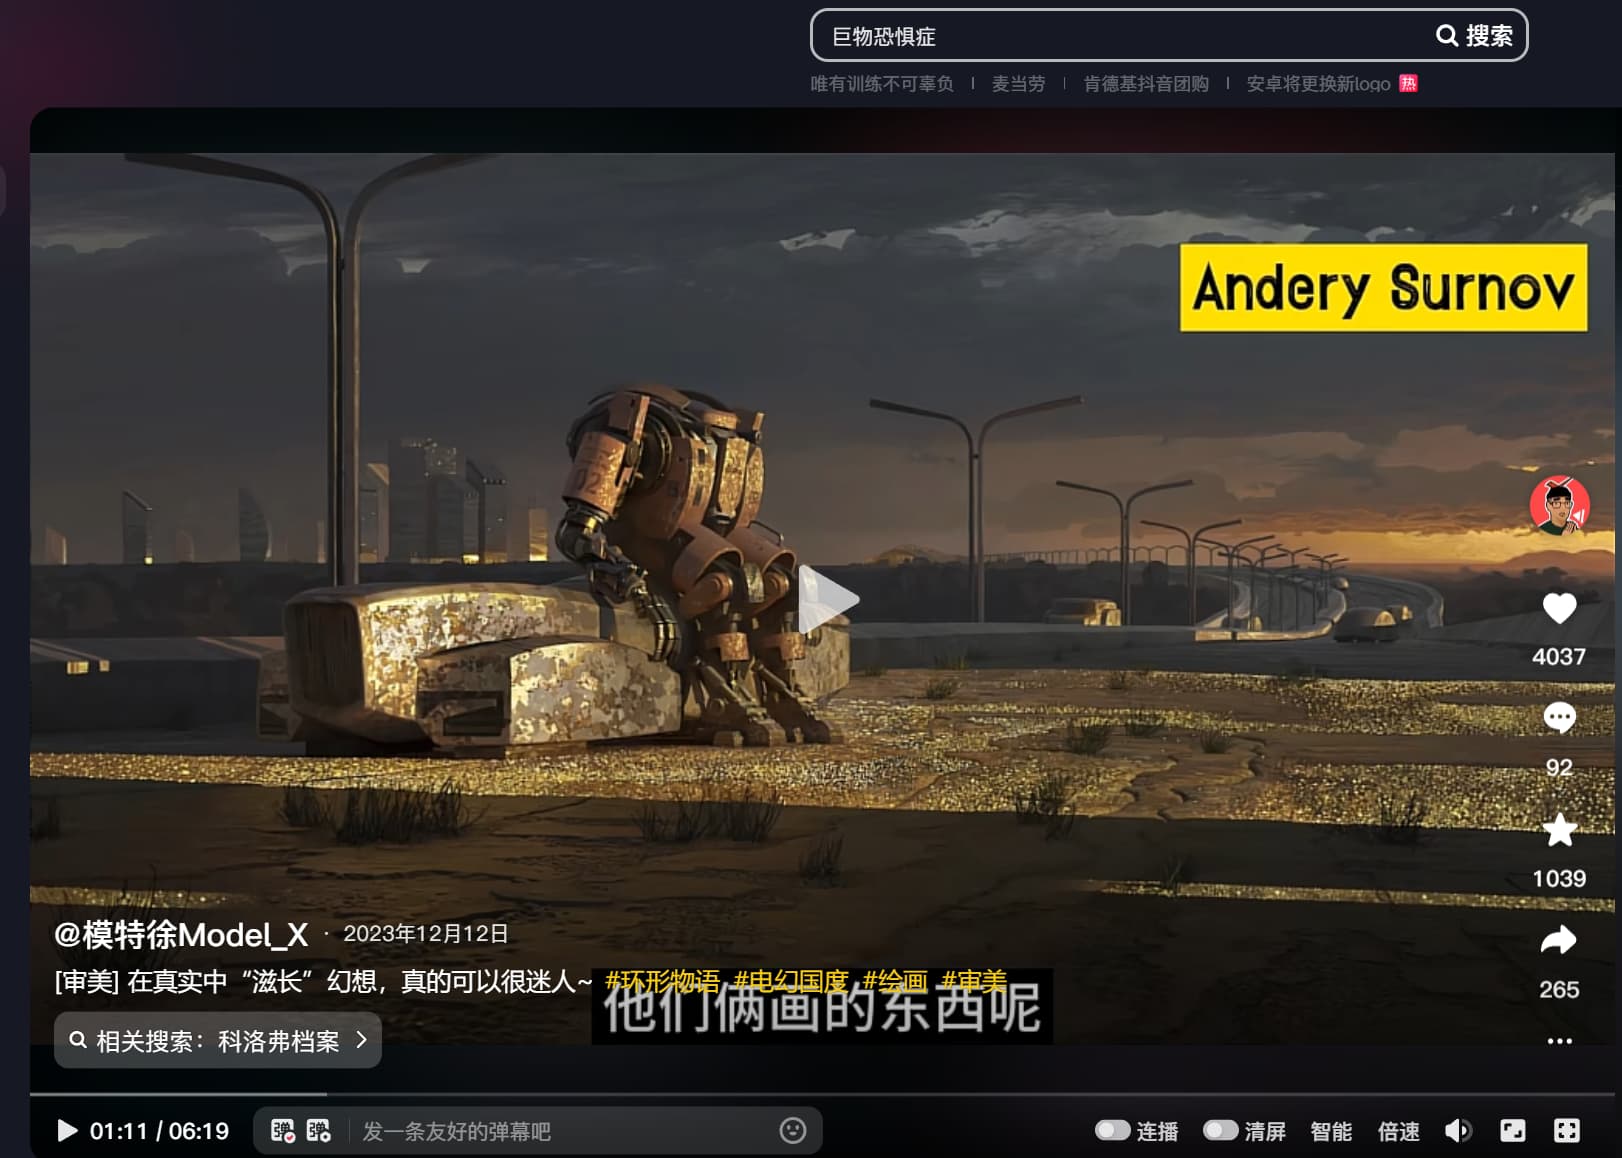 巨物恐惧症
搜索
唯有训练不可辜负 | 麦当劳 | 肯德基抖音团购 | 安卓将更换新logo 热
Andery Surnov
02
4037
92
1039
265
@模特徐Model_X · 2023年12月12日
[审美] 在真实中“滋长”幻想，真的可以很迷人~ #环形物语 #电幻国度 #绘画 #审美
他们俩画的东西呢
相关搜索：科洛弗档案 >
01:11 / 06:19
弹 弹 发一条友好的弹幕吧
连播 清屏 智能 倍速